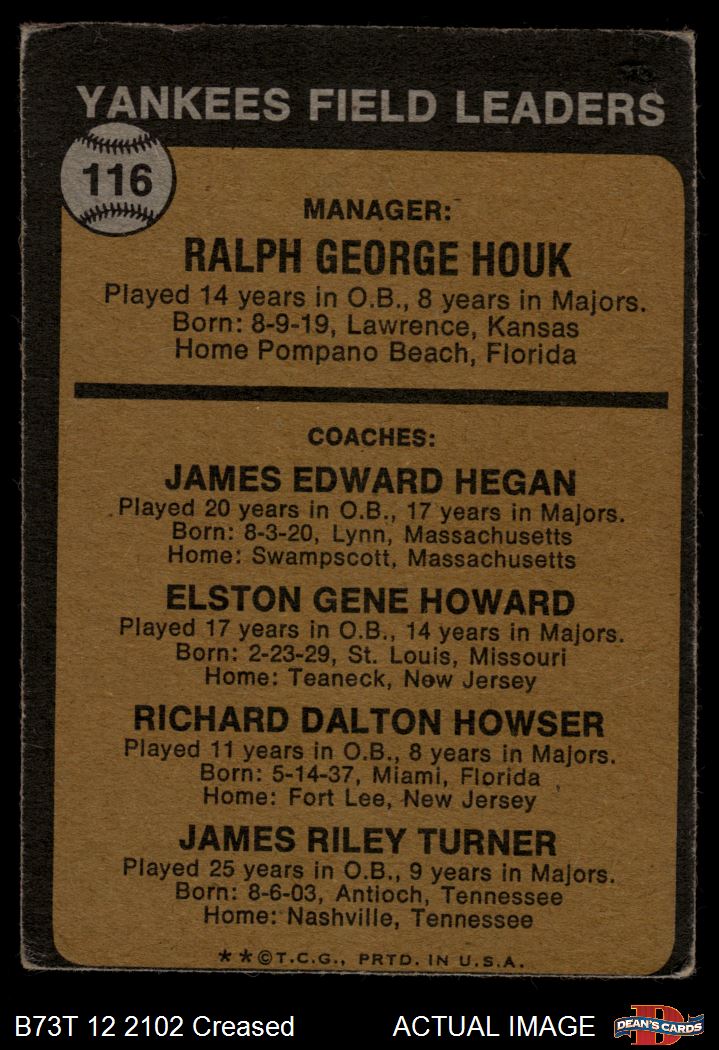 YANKEES FIELD LEADERS
116
MANAGER:
RALPH GEORGE HOUK
Played 14 years in O.B., 8 years in Majors.
Born: 8-9-19, Lawrence, Kansas
Home Pompano Beach, Florida
COACHES:
JAMES EDWARD HEGAN
Played 20 years in O.B., 17 years in Majors.
Born: 8-3-20, Lynn, Massachusetts
Home: Swampscott, Massachusetts
ELSTON GENE HOWARD
Played 17 years in O.B., 14 years in Majors.
Born: 2-23-29, St. Louis, Missouri
Home: Teaneck, New Jersey
RICHARD DALTON HOWSER
Played 11 years in O.B., 8 years in Majors.
Born: 5-14-37, Miami, Florida
Home: Fort Lee, New Jersey
JAMES RILEY TURNER
Played 25 years in O.B., 9 years in Majors.
Born: 8-6-03, Antioch, Tennessee
Home: Nashville, Tennessee
**©T.C.G., PRTD. IN U.S.A.
B73T 12 2102 Creased ACTUAL IMAGE
D
DEAN'S CARDS